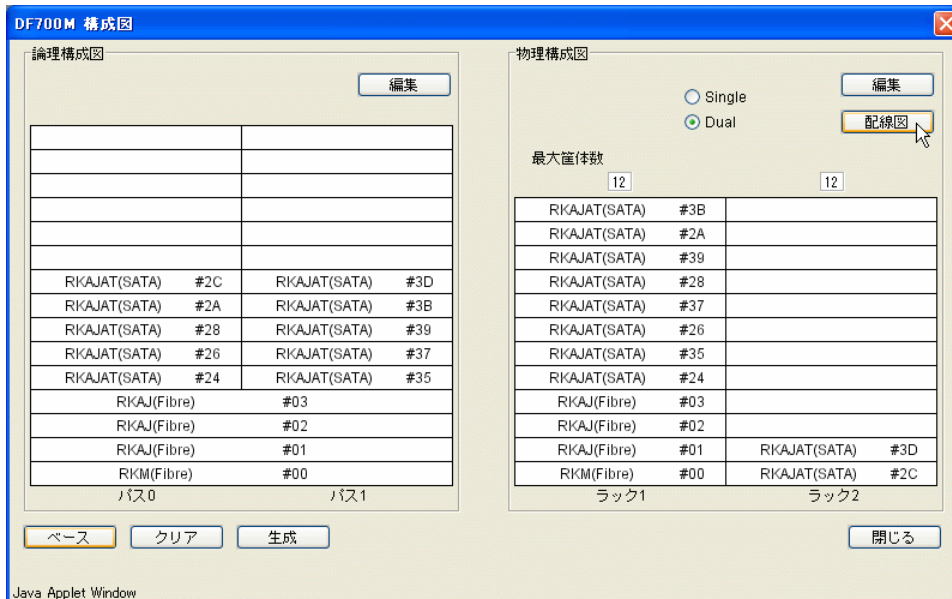 DF700M 構成図
論理構成図
編集
RKAJAT(SATA) #2C RKAJAT(SATA) #3D
RKAJAT(SATA) #2A RKAJAT(SATA) #3B
RKAJAT(SATA) #28 RKAJAT(SATA) #39
RKAJAT(SATA) #26 RKAJAT(SATA) #37
RKAJAT(SATA) #24 RKAJAT(SATA) #35
RKAJ(Fibre) #03
RKAJ(Fibre) #02
RKAJ(Fibre) #01
RKM(Fibre) #00
パス0 パス1
物理構成図
編集
Single
Dual
配線図
最大筐体数
12 12
RKAJAT(SATA) #3B
RKAJAT(SATA) #2A
RKAJAT(SATA) #39
RKAJAT(SATA) #28
RKAJAT(SATA) #37
RKAJAT(SATA) #26
RKAJAT(SATA) #35
RKAJAT(SATA) #24
RKAJ(Fibre) #03
RKAJ(Fibre) #02
RKAJ(Fibre) #01 RKAJAT(SATA) #3D
RKM(Fibre) #00 RKAJAT(SATA) #2C
ラック1 ラック2
ベース クリア 生成 閉じる
Java Applet Window